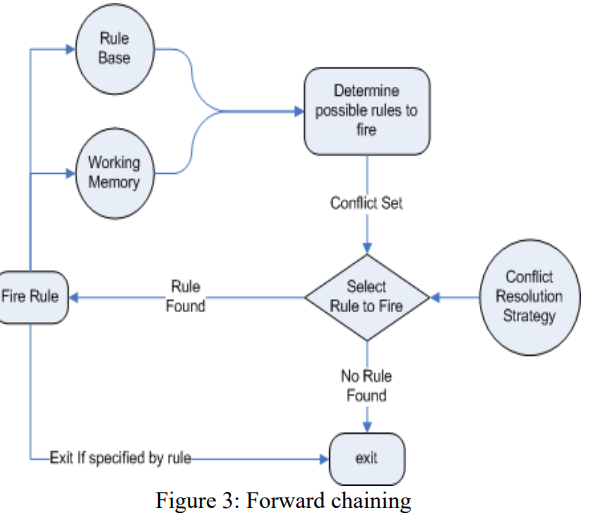 Rule
Base
Determine
possible rules to
fire
Working
Memory
Conflict Set
Conflict
Resolution
Strategy
Select
Rule to Fire
Rule
Found
Fire Rule
No Rule
Found
Exit If specified by rule
exit
Figure 3: Forward chaining